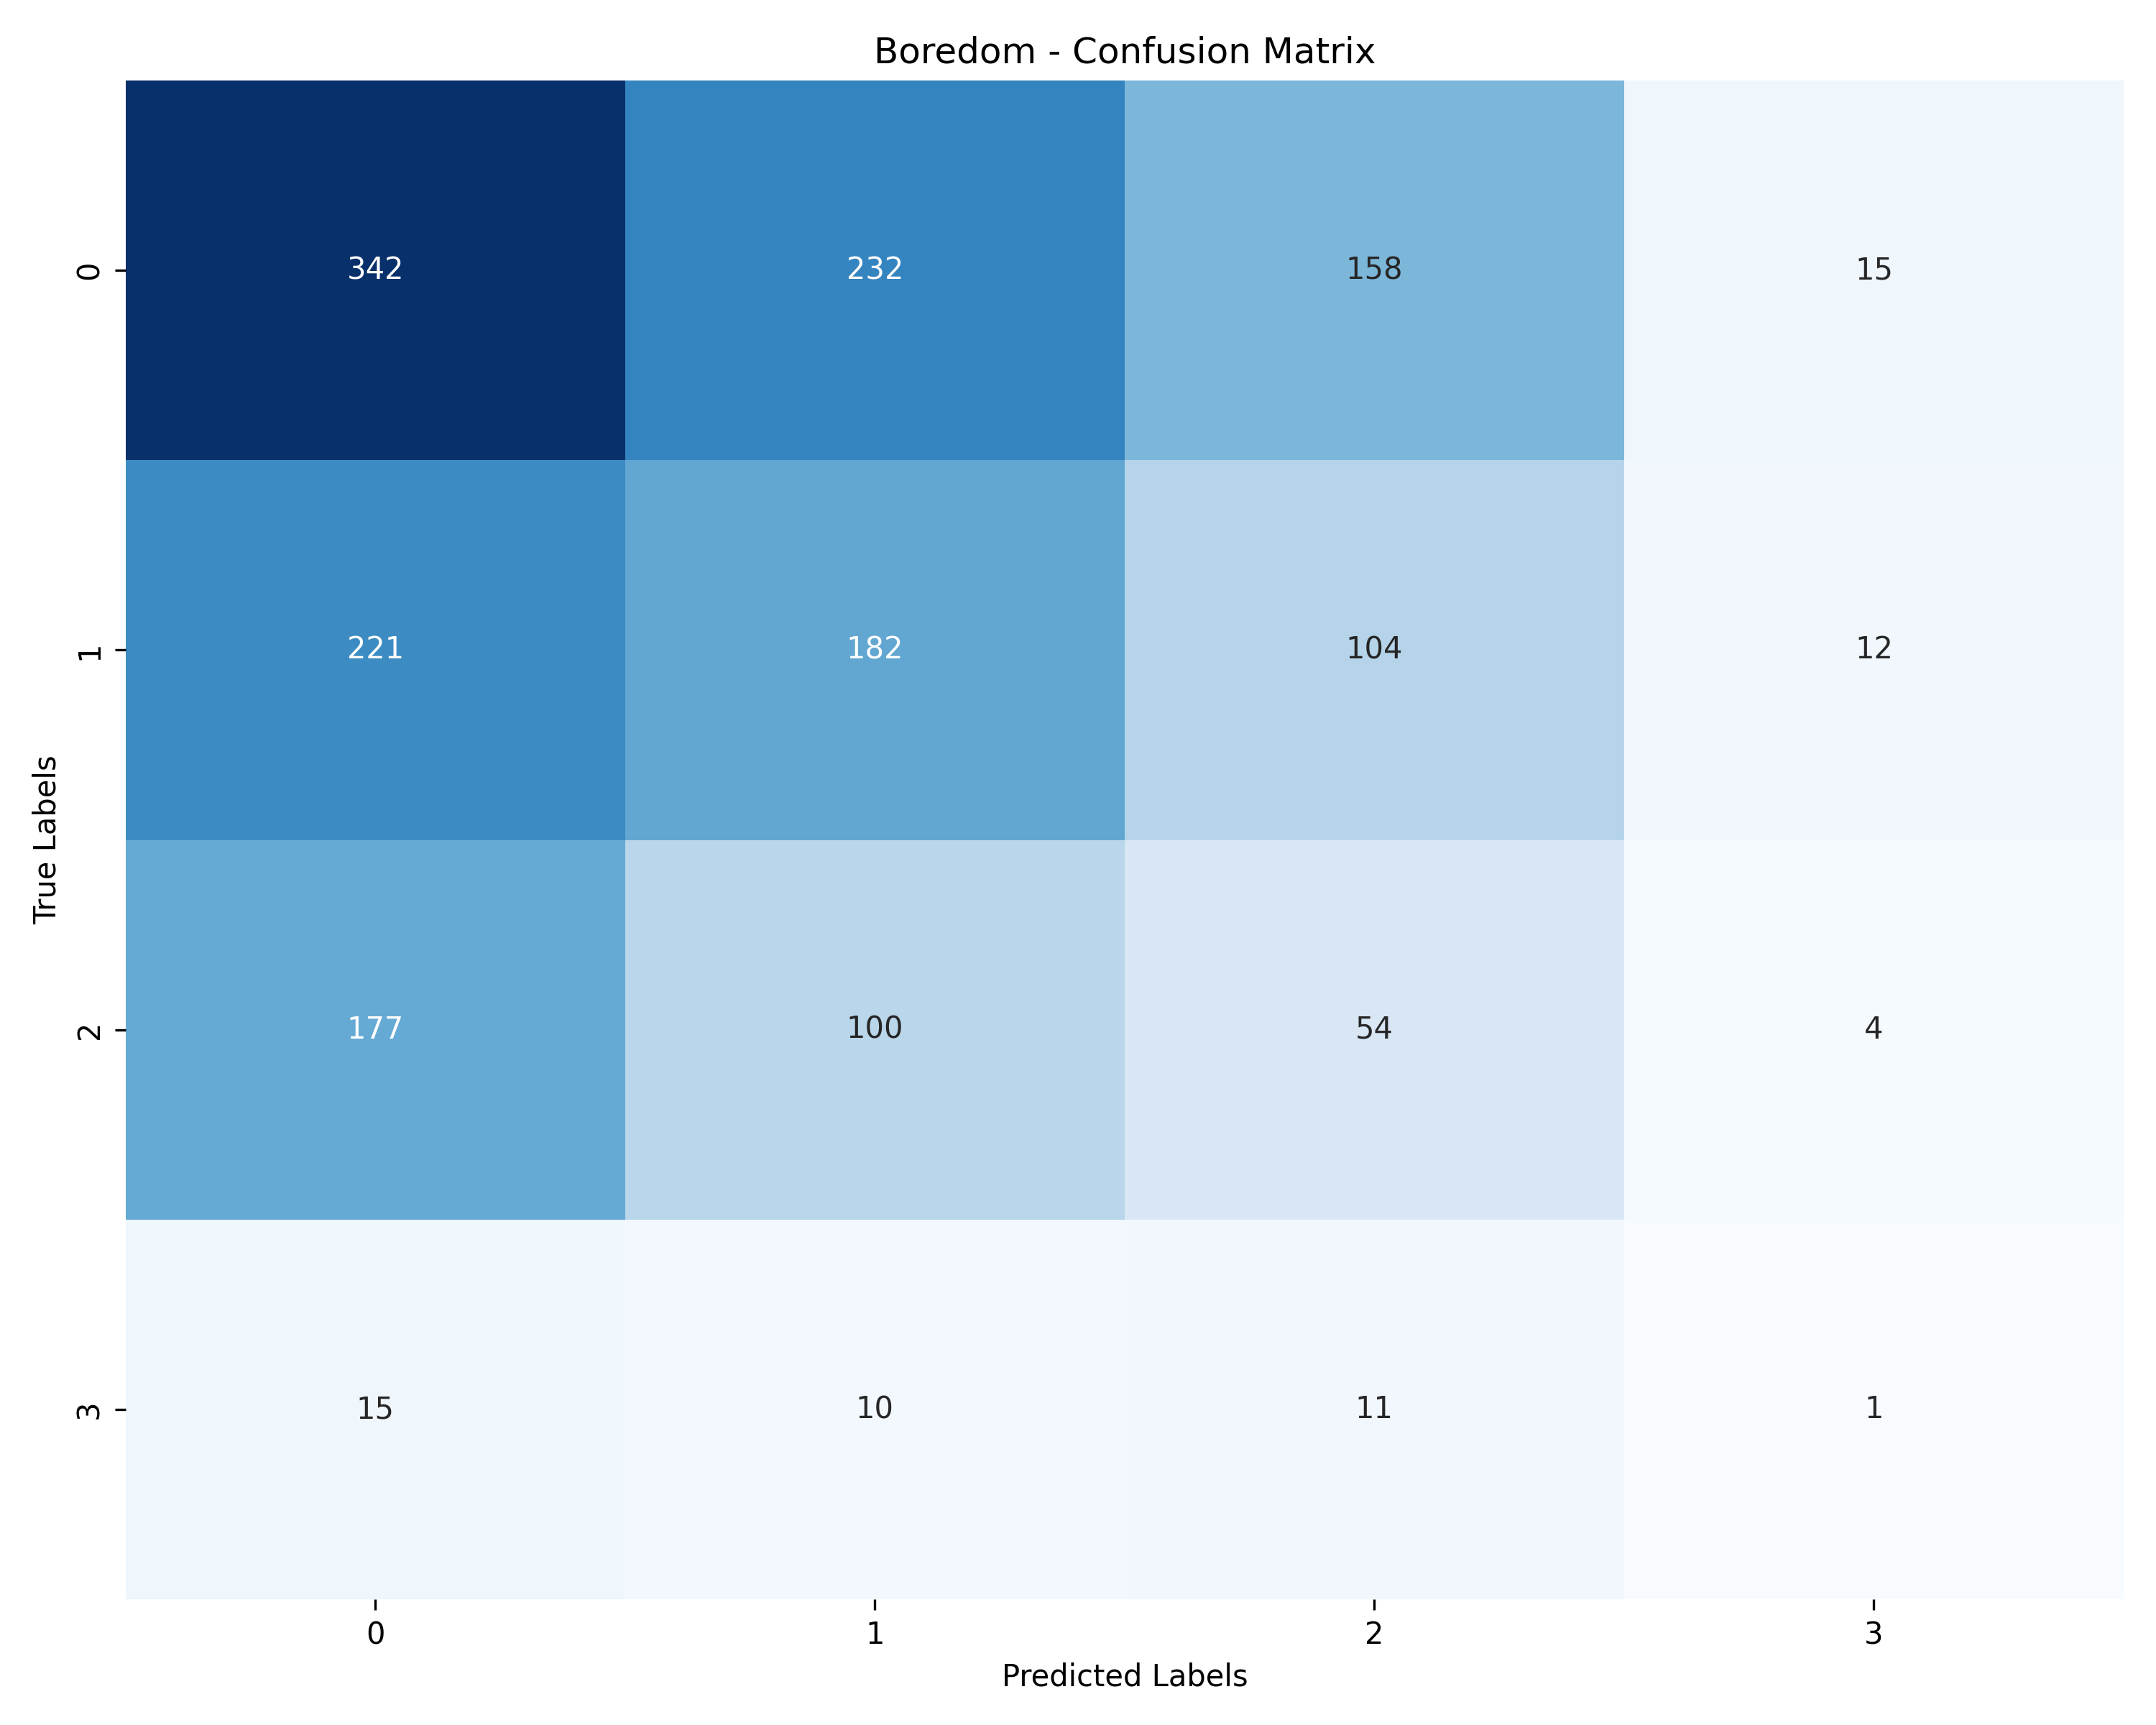 Boredom - Confusion Matrix
True Labels
0 342 232 158 15
1 221 182 104 12
2 177 100 54 4
3 15 10 11 1
0 1 2 3
Predicted Labels